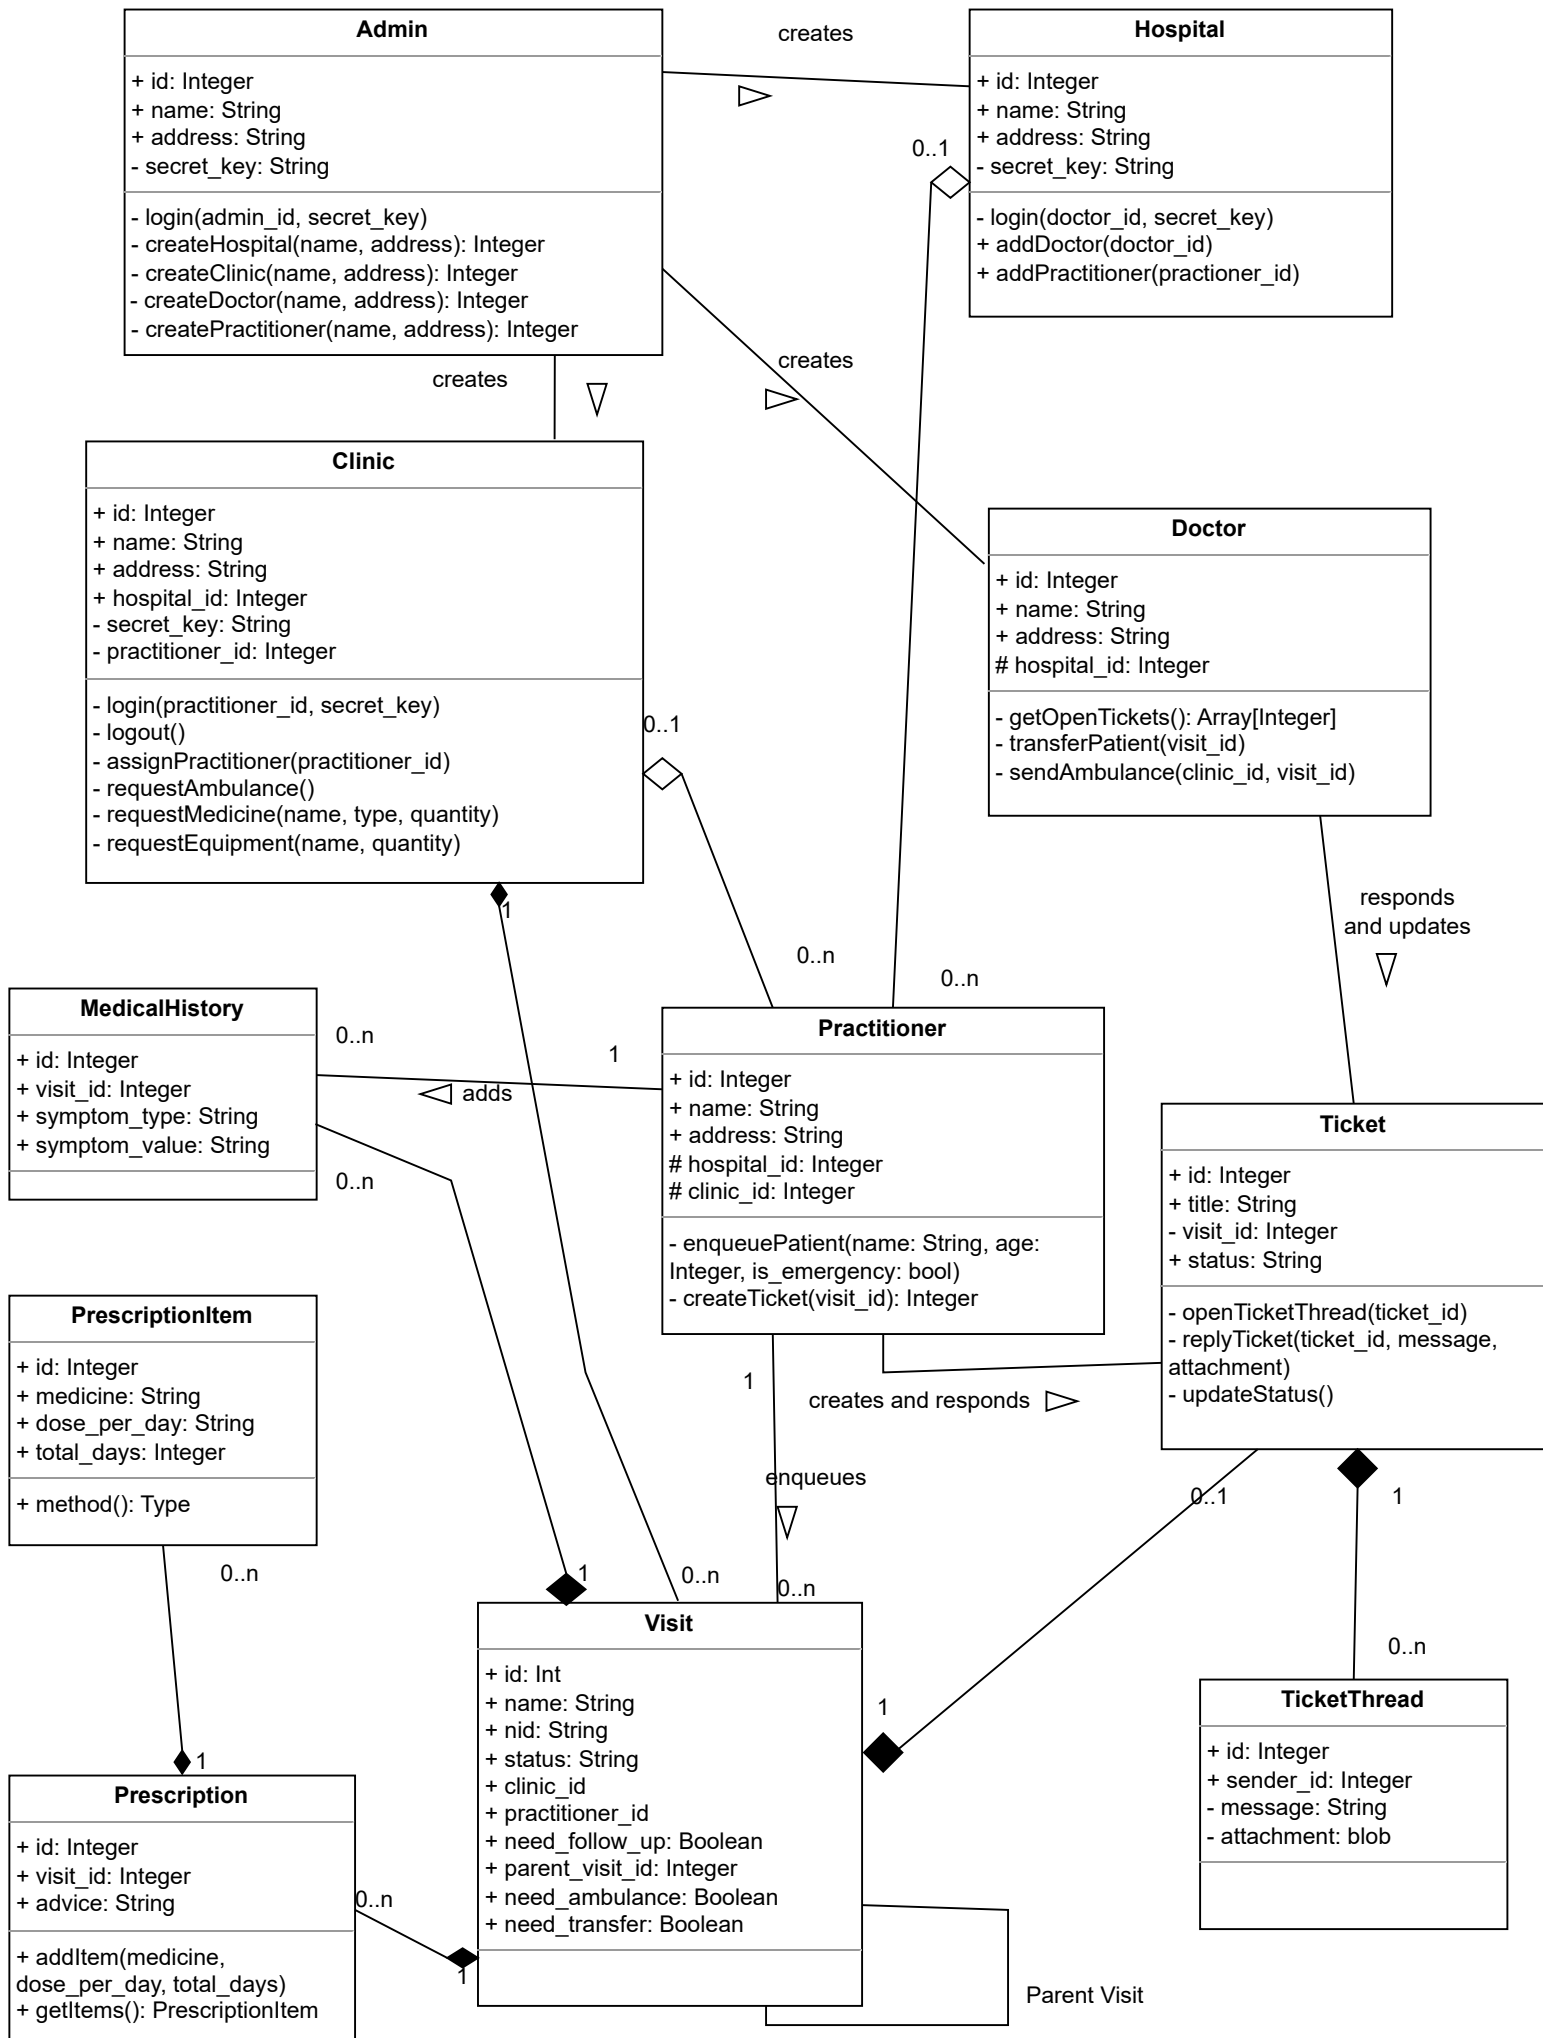 Admin
+ id: Integer
+ name: String
+ address: String
- secret_key: String
- login(admin_id, secret_key)
- createHospital(name, address): Integer
- createClinic(name, address): Integer
- createDoctor(name, address): Integer
- createPractitioner(name, address): Integer
creates
Hospital
+ id: Integer
+ name: String
+ address: String
- secret_key: String
- login(doctor_id, secret_key)
+ addDoctor(doctor_id)
+ addPractitioner(practioner_id)
0..1
creates
creates
Clinic
+ id: Integer
+ name: String
+ address: String
+ hospital_id: Integer
- secret_key: String
- practitioner_id: Integer
- login(practitioner_id, secret_key)
- logout()
- assignPractitioner(practitioner_id)
- requestAmbulance()
- requestMedicine(name, type, quantity)
- requestEquipment(name, quantity)
0..1
1
Doctor
+ id: Integer
+ name: String
+ address: String
# hospital_id: Integer
- getOpenTickets(): Array[Integer]
- transferPatient(visit_id)
- sendAmbulance(clinic_id, visit_id)
responds
and updates
0..n
0..n
MedicalHistory
+ id: Integer
+ visit_id: Integer
+ symptom_type: String
+ symptom_value: String
0..n
1
adds
0..n
Practitioner
+ id: Integer
+ name: String
+ address: String
# hospital_id: Integer
# clinic_id: Integer
- enqueuePatient(name: String, age:
Integer, is_emergency: bool)
- createTicket(visit_id): Integer
Ticket
+ id: Integer
+ title: String
- visit_id: Integer
+ status: String
- openTicketThread(ticket_id)
- replyTicket(ticket_id, message,
attachment)
- updateStatus()
PrescriptionItem
+ id: Integer
+ medicine: String
+ dose_per_day: String
+ total_days: Integer
+ method(): Type
1
creates and responds
enqueues
0..1
1
0..n
1
0..n
0..n
Visit
+ id: Int
+ name: String
+ nid: String
+ status: String
+ clinic_id
+ practitioner_id
+ need_follow_up: Boolean
+ parent_visit_id: Integer
+ need_ambulance: Boolean
+ need_transfer: Boolean
1
0..n
TicketThread
+ id: Integer
+ sender_id: Integer
- message: String
- attachment: blob
1
Prescription
+ id: Integer
+ visit_id: Integer
+ advice: String
+ addItem(medicine,
dose_per_day, total_days)
+ getItems(): PrescriptionItem
0..n
1
Parent Visit